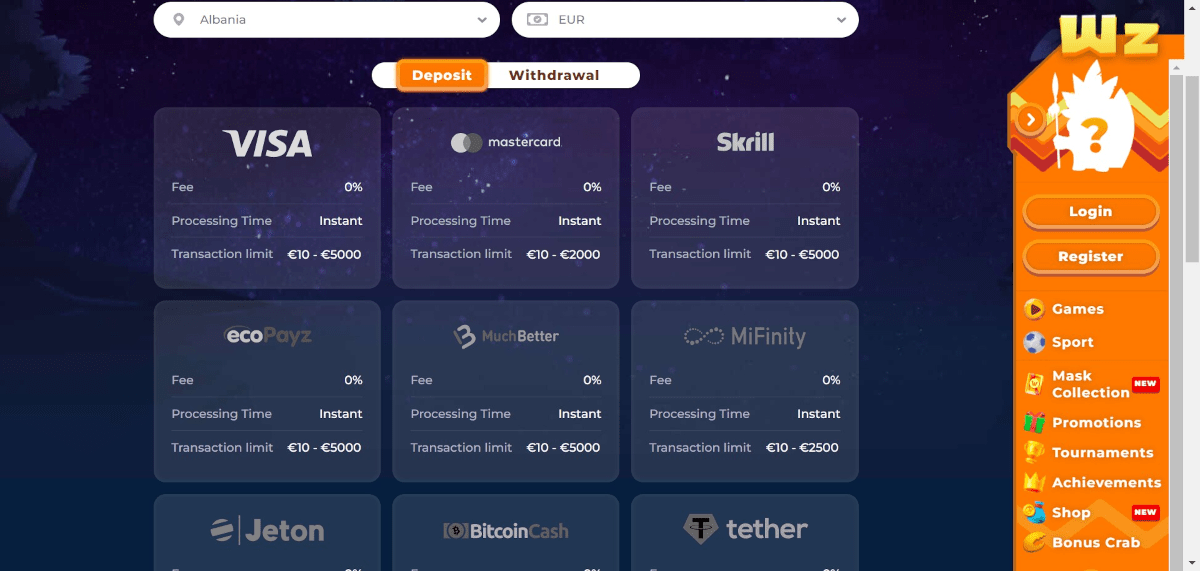 Albania
EUR
Wz
Deposit
Withdrawal
VISA
Fee 0%
Processing Time Instant
Transaction limit €10 - €5000
mastercard
Fee 0%
Processing Time Instant
Transaction limit €10 - €2000
Skrill
Fee 0%
Processing Time Instant
Transaction limit €10 - €5000
ecoPayz
Fee 0%
Processing Time Instant
Transaction limit €10 - €5000
MuchBetter
Fee 0%
Processing Time Instant
Transaction limit €10 - €5000
MiFinity
Fee 0%
Processing Time Instant
Transaction limit €10 - €2500
Jeton
BitcoinCash
tether
?
Login
Register
Games
Sport
Mask
Collection NEW
Promotions
Tournaments
Achievements
Shop NEW
Bonus Crab